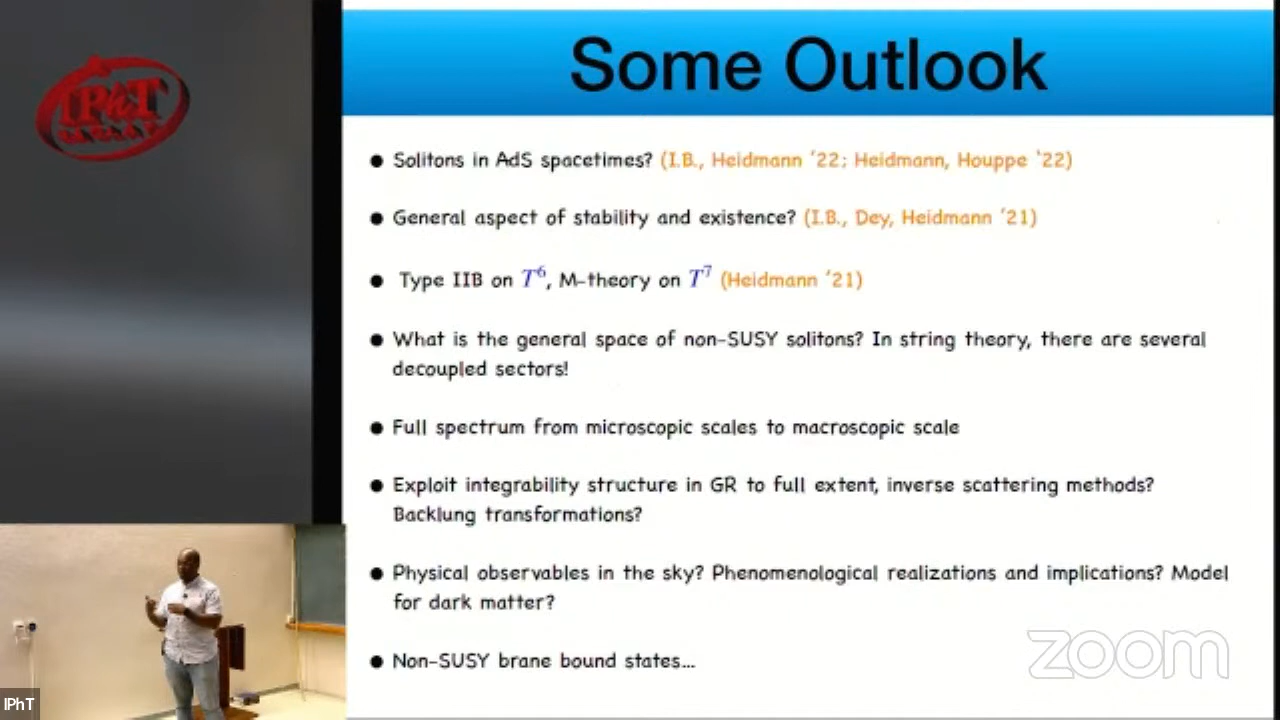 IPhT
Some Outlook
● Solitons in AdS spacetimes? (I.B., Heidmann '22; Heidmann, Houppe '22)
● General aspect of stability and existence? (I.B., Dey, Heidmann '21)
● Type IIB on T⁶, M-theory on T⁷ (Heidmann '21)
● What is the general space of non-SUSY solitons? In string theory, there are several
decoupled sectors!
● Full spectrum from microscopic scales to macroscopic scale
● Exploit integrability structure in GR to full extent, inverse scattering methods?
Backlung transformations?
● Physical observables in the sky? Phenomenological realizations and implications? Model
for dark matter?
● Non-SUSY brane bound states...
zoom
IPhT